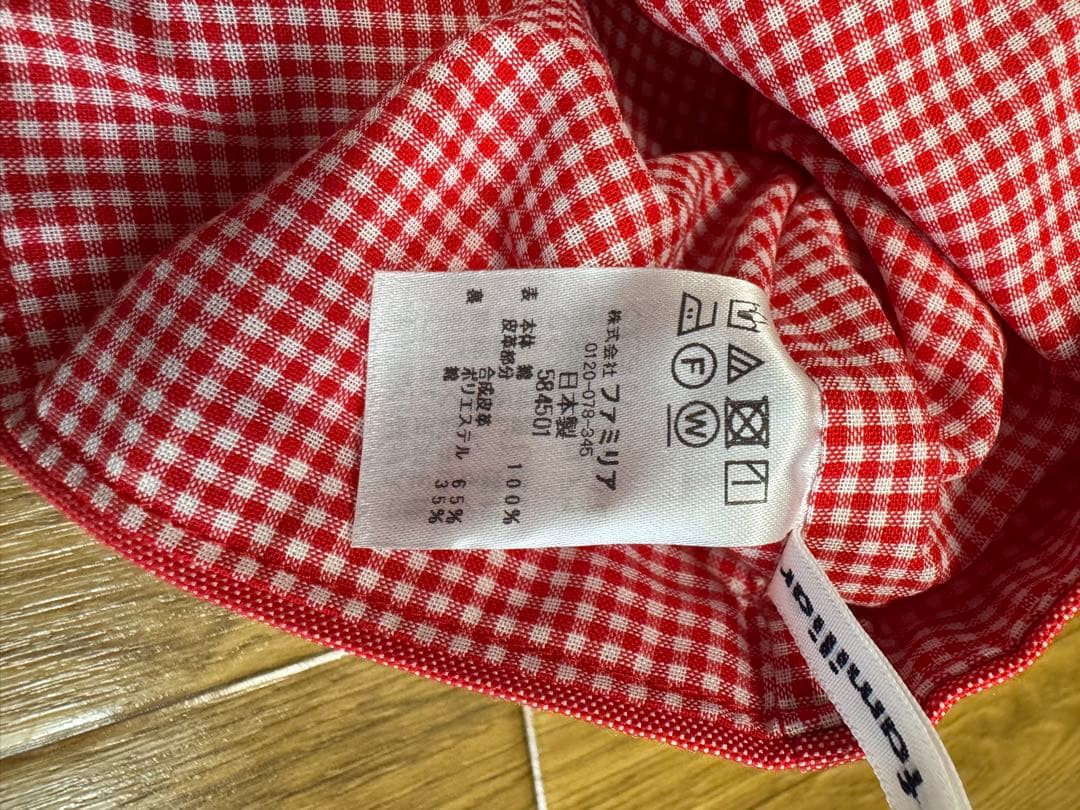 F W
株式会社 ファミリア
0120-078-345
日本製
584501
表 本体 綿 100%
皮革部分 合成皮革
裏 ポリエステル 65%
綿 35%
familiar